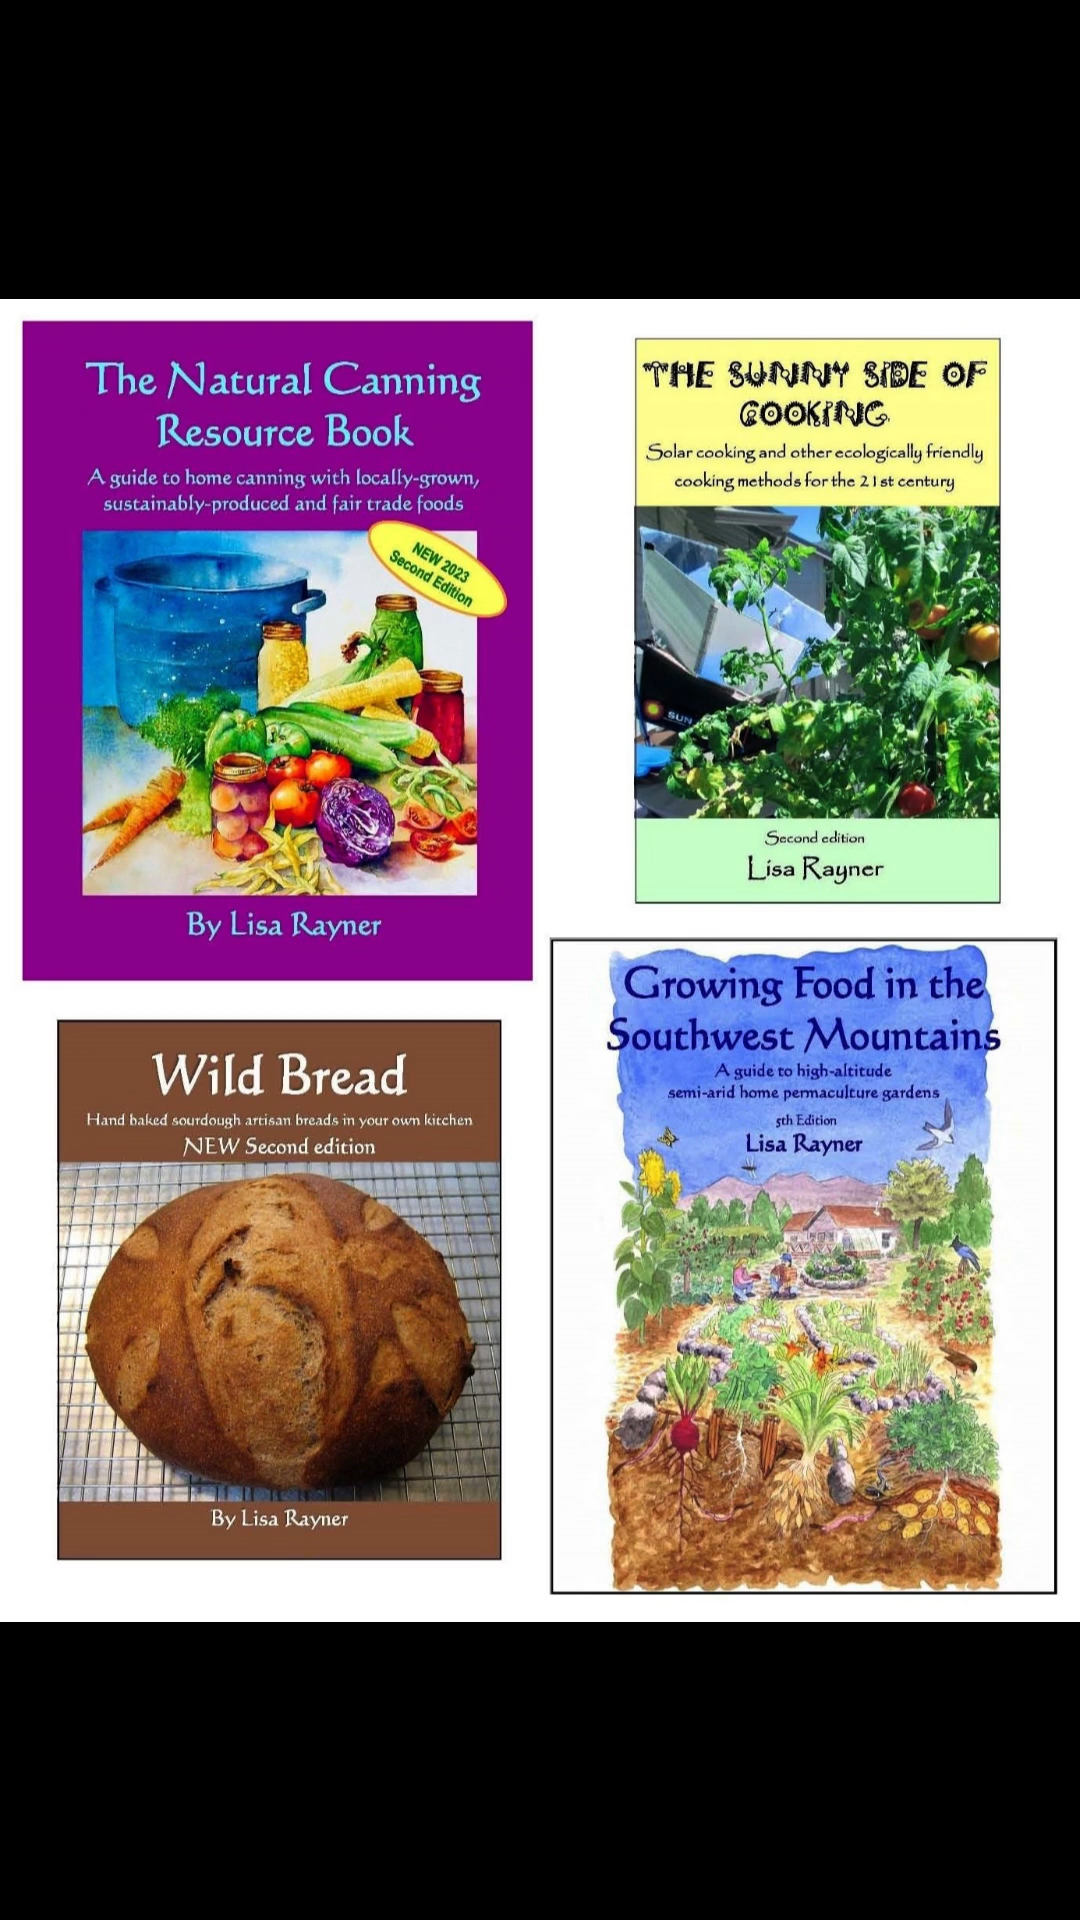 The Natural Canning
Resource Book
A guide to home canning with locally-grown,
sustainably-produced and fair trade foods
NEW 2023
Second Edition
By Lisa Rayner
THE SUNNY SIDE OF
COOKING
Solar cooking and other ecologically friendly
cooking methods for the 21st century
SUN
Second edition
Lisa Rayner
Wild Bread
Hand baked sourdough artisan breads in your own kitchen
NEW Second edition
By Lisa Rayner
Growing Food in the
Southwest Mountains
A guide to high-altitude
semi-arid home permaculture gardens
5th Edition
Lisa Rayner